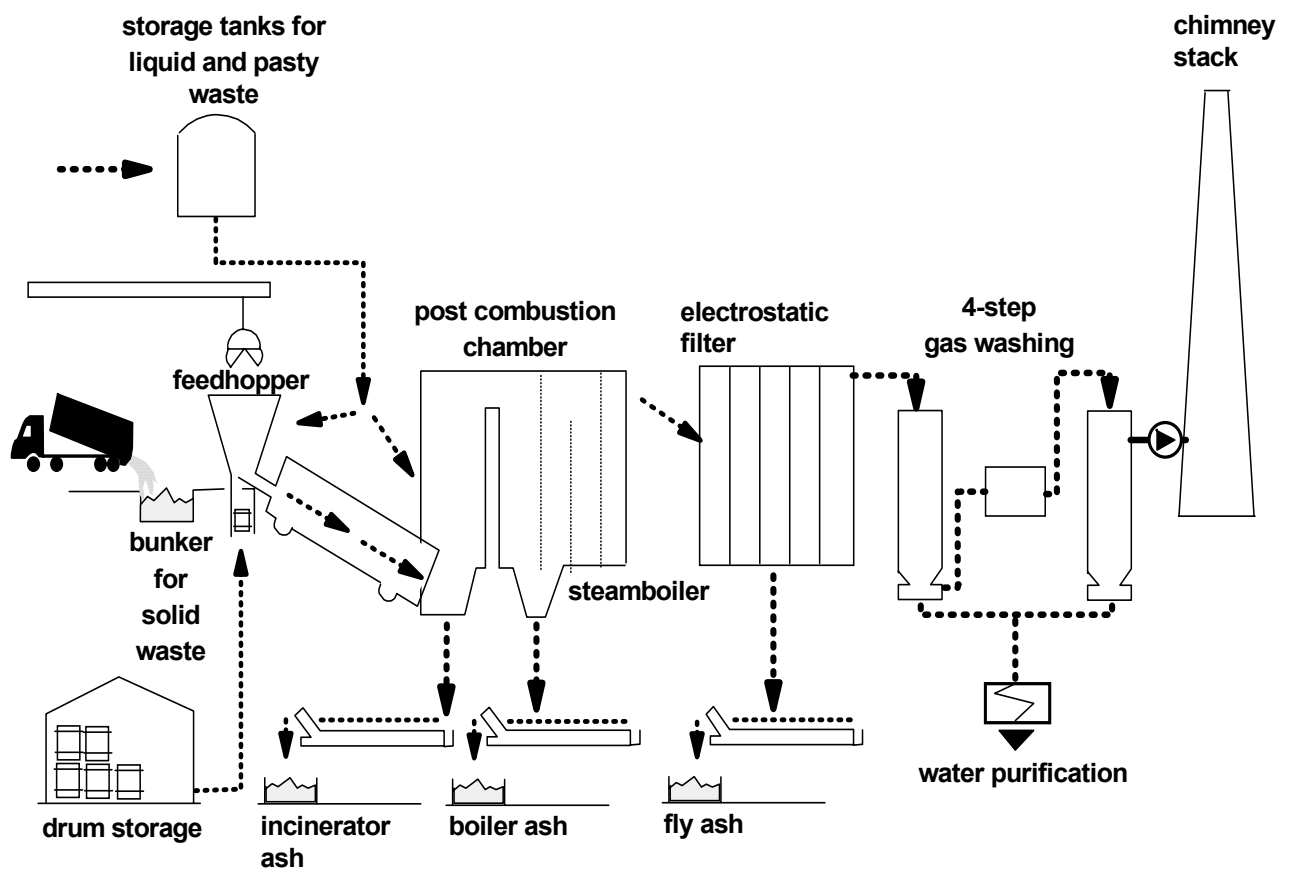 storage tanks for
liquid and pasty
waste
chimney
stack
feedhopper
post combustion
chamber
electrostatic
filter
4-step
gas washing
bunker
for
solid
waste
steamboiler
drum storage
incinerator
ash
boiler ash
fly ash
water purification